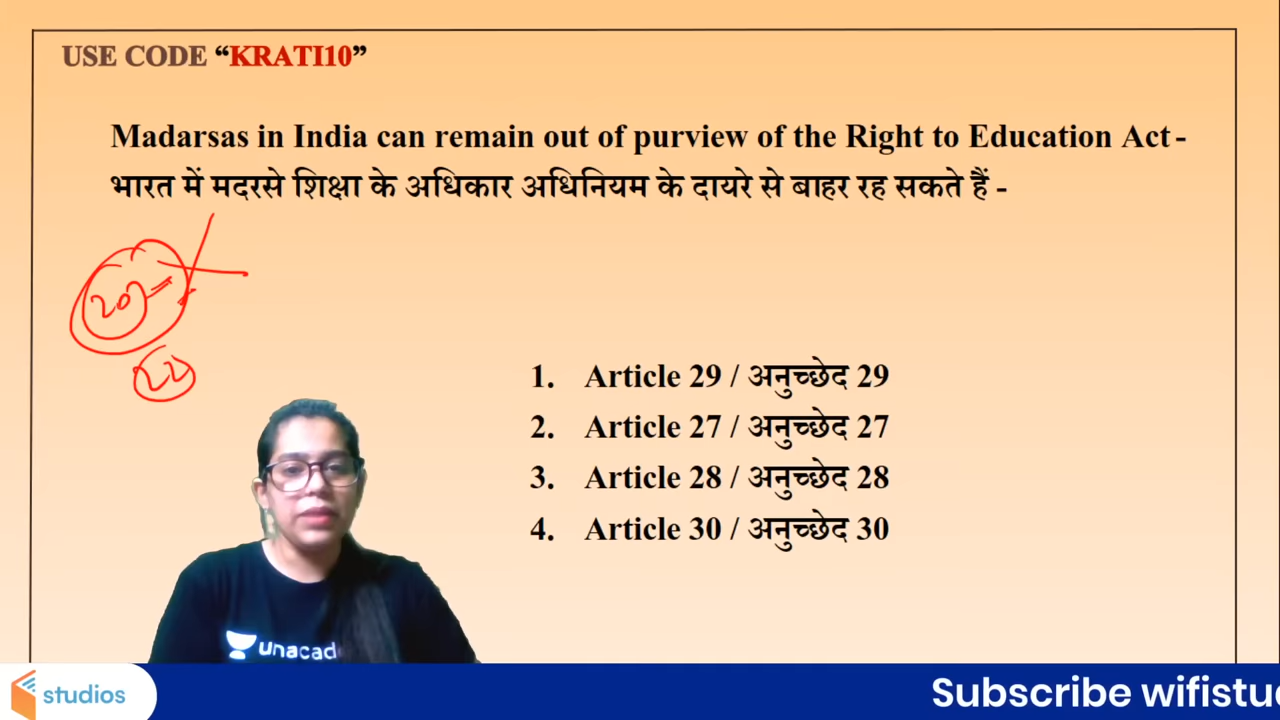 USE CODE “KRATI10”
Madarsas in India can remain out of purview of the Right to Education Act -
भारत में मदरसे शिक्षा के अधिकार अधिनियम के दायरे से बाहर रह सकते हैं -
1. Article 29 / अनुच्छेद 29
2. Article 27 / अनुच्छेद 27
3. Article 28 / अनुच्छेद 28
4. Article 30 / अनुच्छेद 30
unacad
studios
Subscribe wifistud